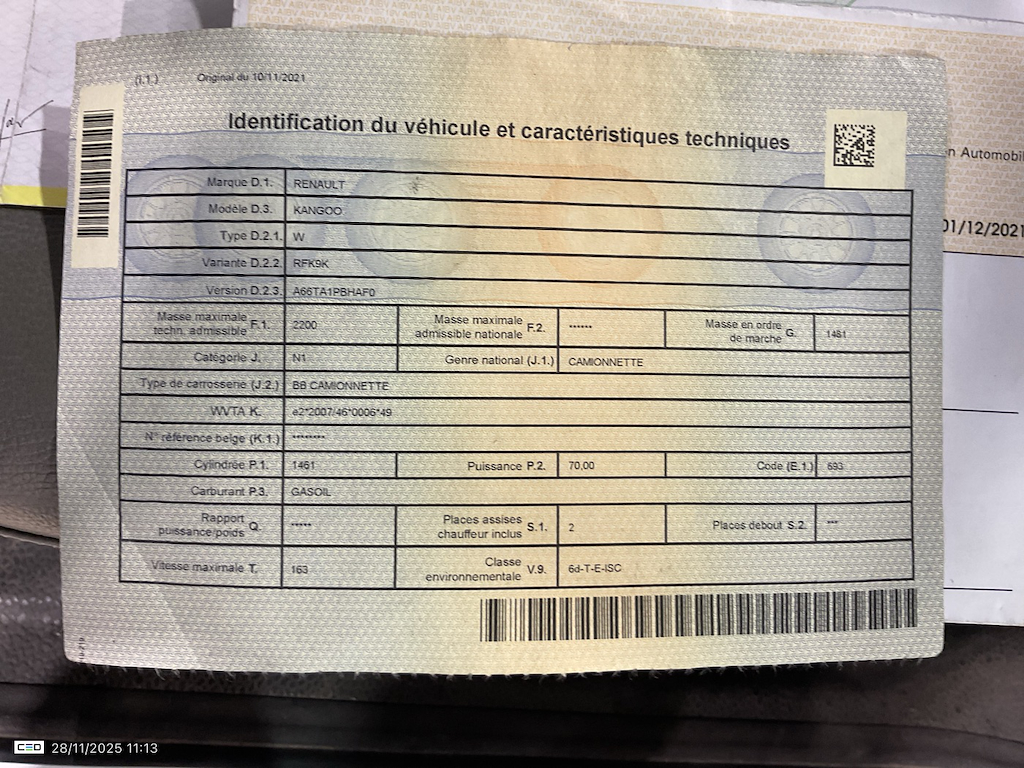 (I.1.) Original du 10/11/2021
Identification du véhicule et caractéristiques techniques
n Automobil
01/12/2021
Marque D.1. RENAULT
Modèle D.3. KANGOO
Type D.2.1. W
Variante D.2.2. RFK9K
Version D.2.3. A66TA1PBHAF0
Masse maximale techn. admissible F.1. 2200 Masse maximale admissible nationale F.2. ****** Masse en ordre de marche G. 1461
Catégorie J. N1 Genre national (J.1.) CAMIONNETTE
Type de carrosserie (J.2.) BB CAMIONNETTE
WVTA K. e2*2007/46*0006*49
N° référence belge (K.1.) ********
Cylindrée P.1. 1461 Puissance P.2. 70,00 Code (E.1.) 693
Carburant P.3. GASOIL
Rapport puissance/poids Q. ***** Places assises chauffeur inclus S.1. 2 Places debout S.2. ***
Vitesse maximale T. 163 Classe environnementale V.9. 6d-T-E-ISC
CEO 28/11/2025 11:13